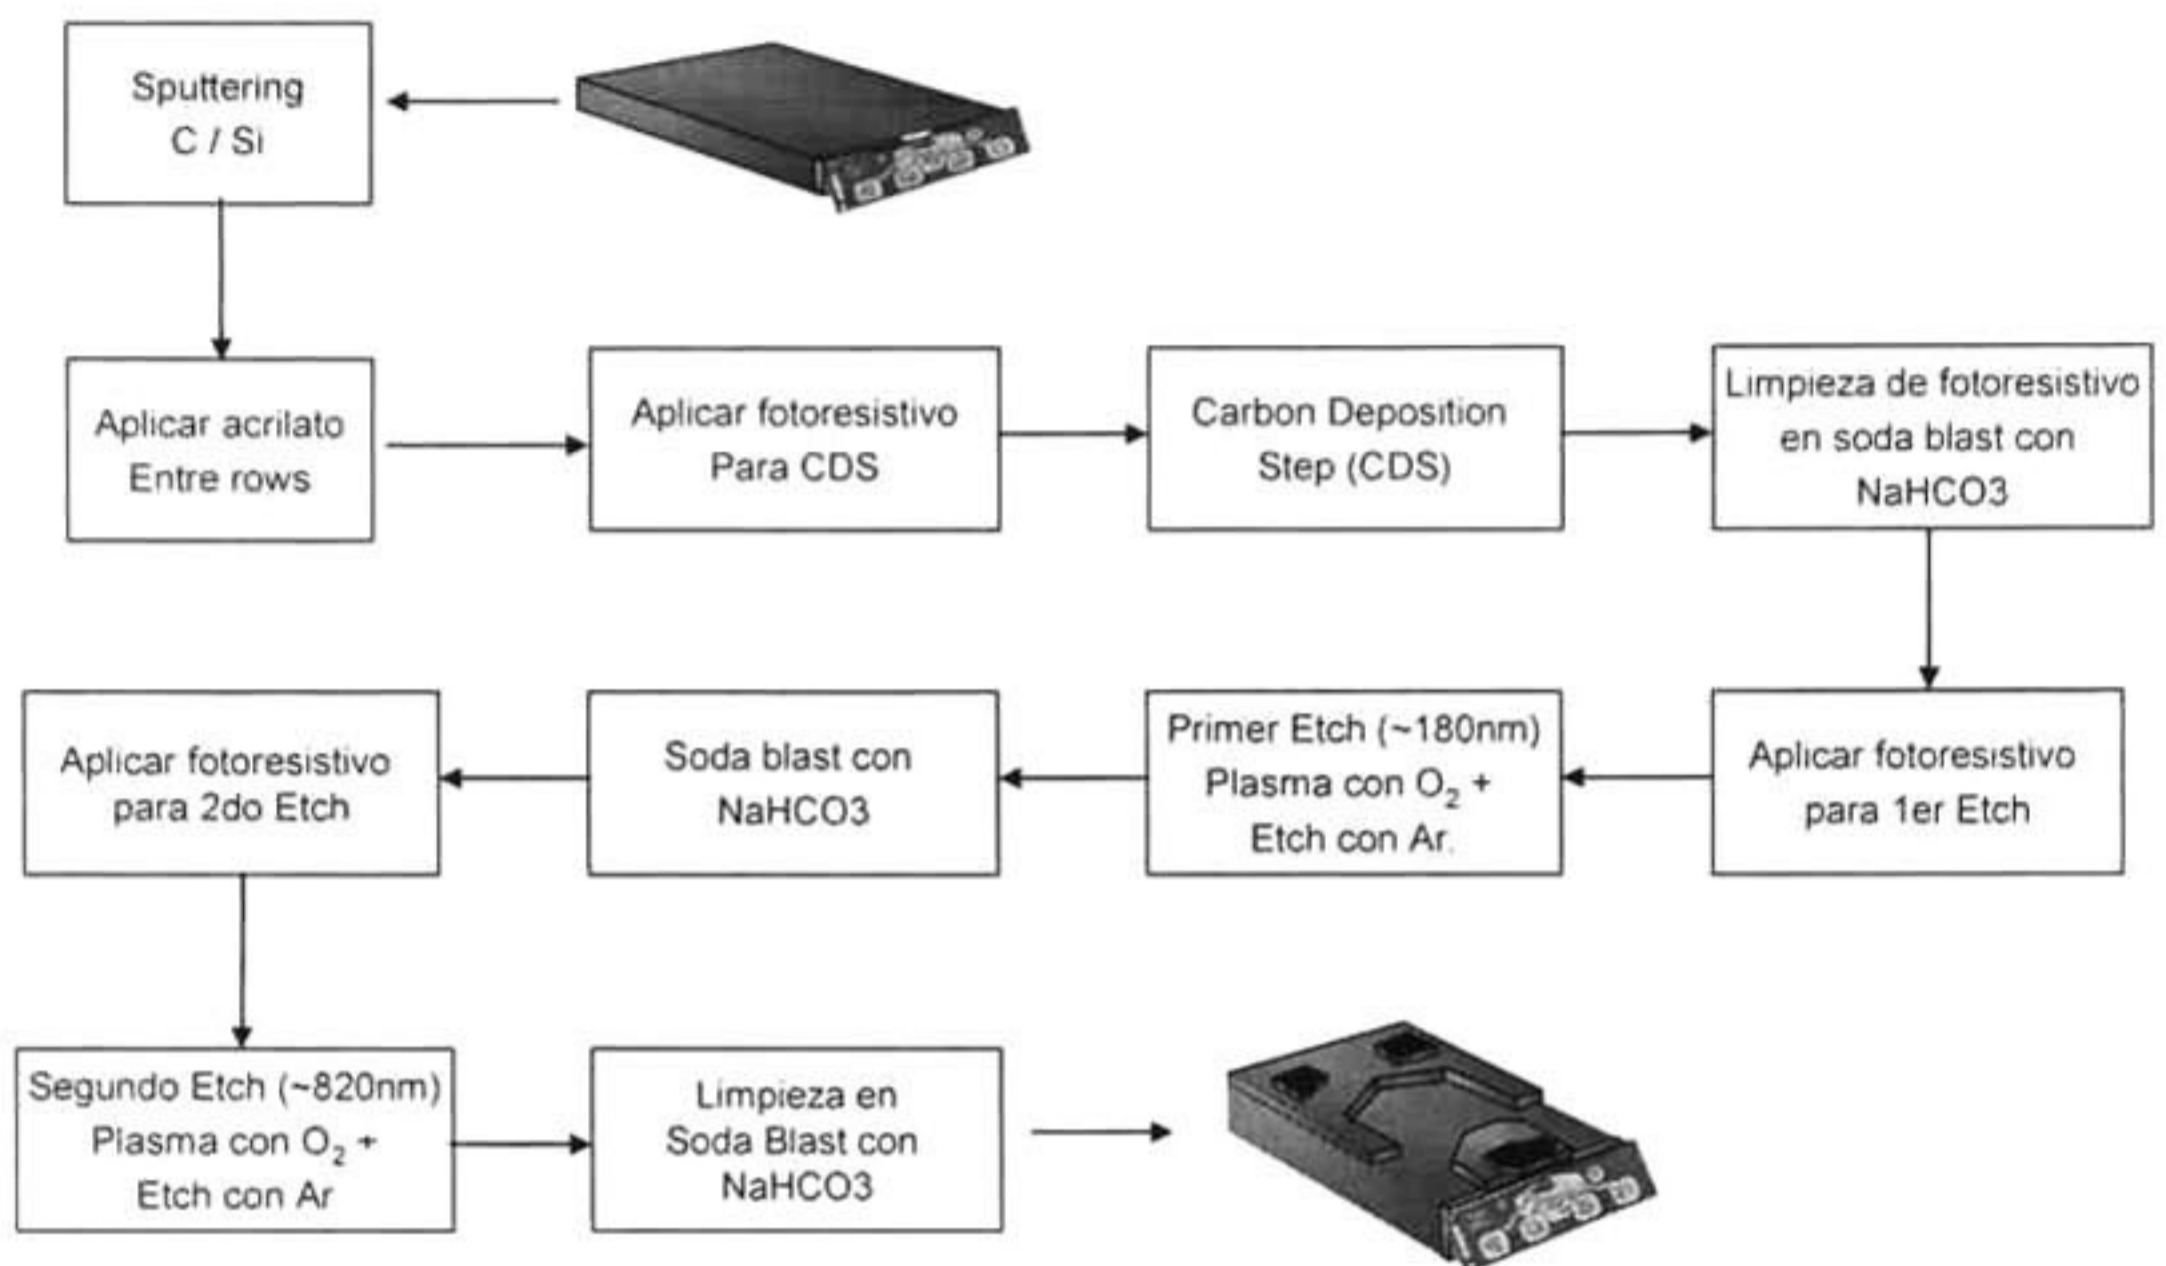 Sputtering
C / Si
Aplicar acrilato
Entre rows
Aplicar fotoresistivo
Para CDS
Carbon Deposition
Step (CDS)
Limpieza de fotoresistivo
en soda blast con
NaHCO3
Aplicar fotoresistivo
para 1er Etch
Primer Etch (~180nm)
Plasma con O₂ +
Etch con Ar.
Soda blast con
NaHCO3
Aplicar fotoresistivo
para 2do Etch
Segundo Etch (~820nm)
Plasma con O₂ +
Etch con Ar
Limpieza en
Soda Blast con
NaHCO3